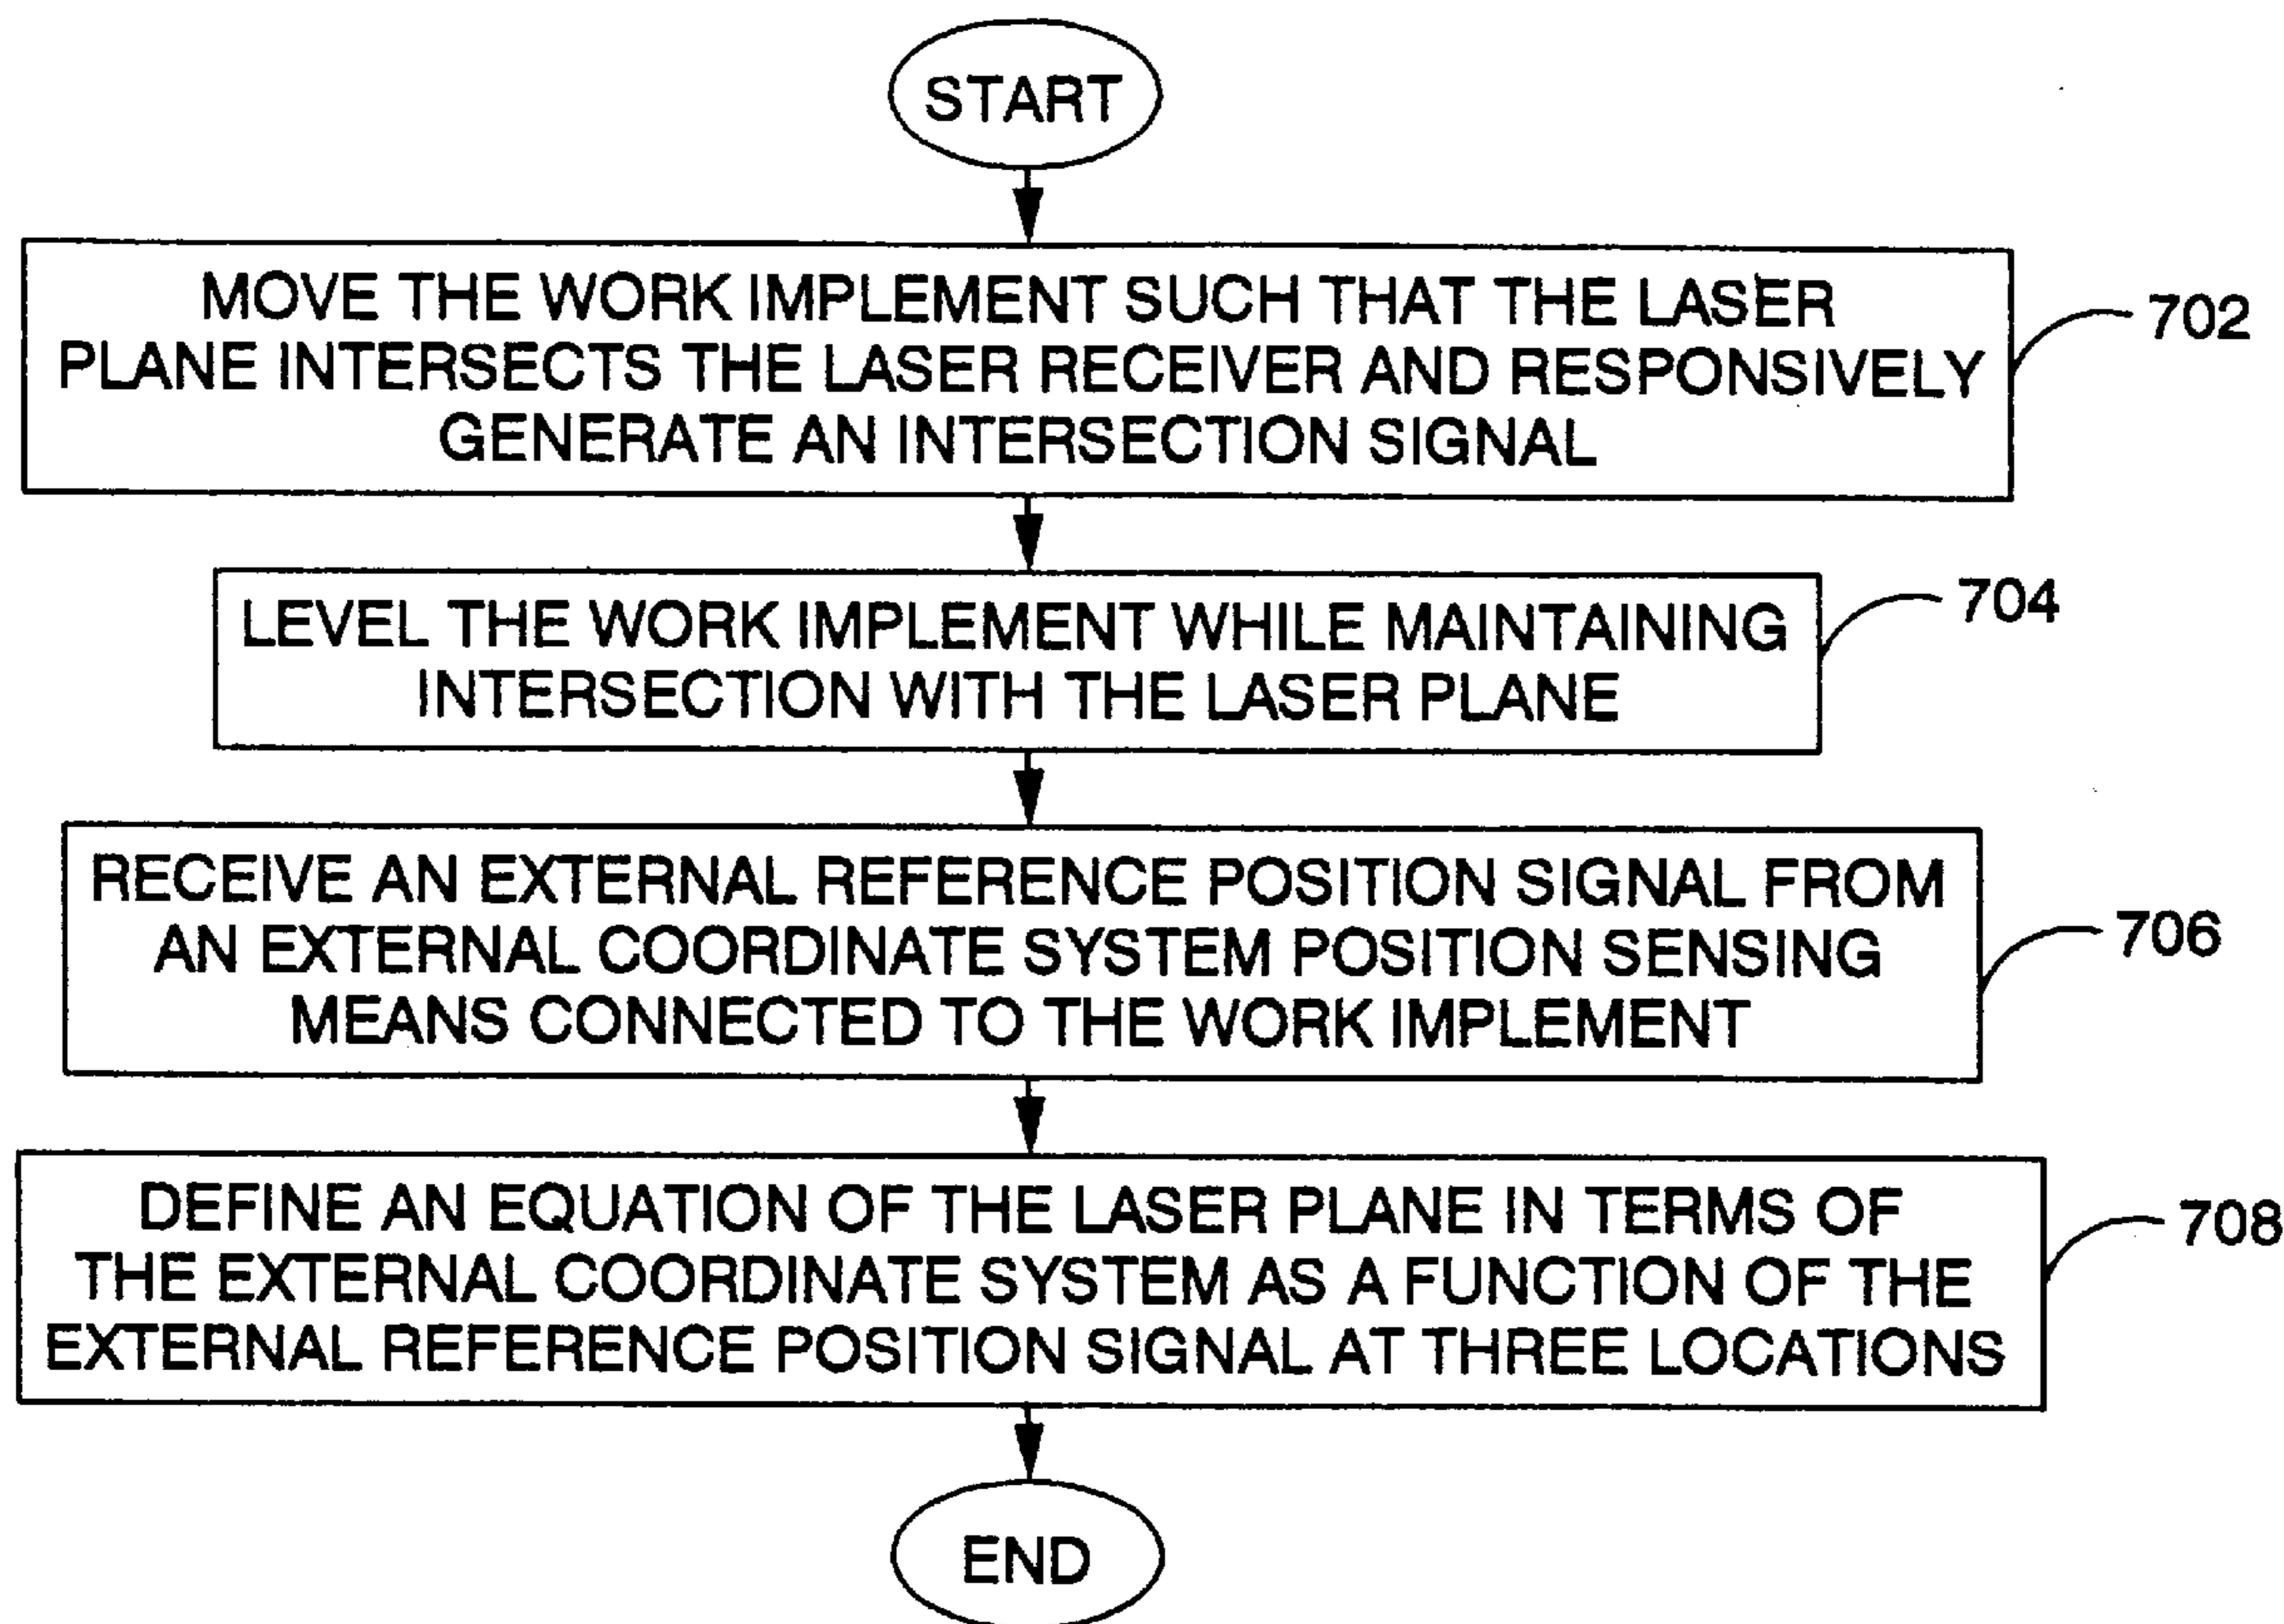 START
MOVE THE WORK IMPLEMENT SUCH THAT THE LASER
PLANE INTERSECTS THE LASER RECEIVER AND RESPONSIVELY
GENERATE AN INTERSECTION SIGNAL
702
LEVEL THE WORK IMPLEMENT WHILE MAINTAINING
INTERSECTION WITH THE LASER PLANE
704
RECEIVE AN EXTERNAL REFERENCE POSITION SIGNAL FROM
AN EXTERNAL COORDINATE SYSTEM POSITION SENSING
MEANS CONNECTED TO THE WORK IMPLEMENT
706
DEFINE AN EQUATION OF THE LASER PLANE IN TERMS OF
THE EXTERNAL COORDINATE SYSTEM AS A FUNCTION OF THE
EXTERNAL REFERENCE POSITION SIGNAL AT THREE LOCATIONS
708
END